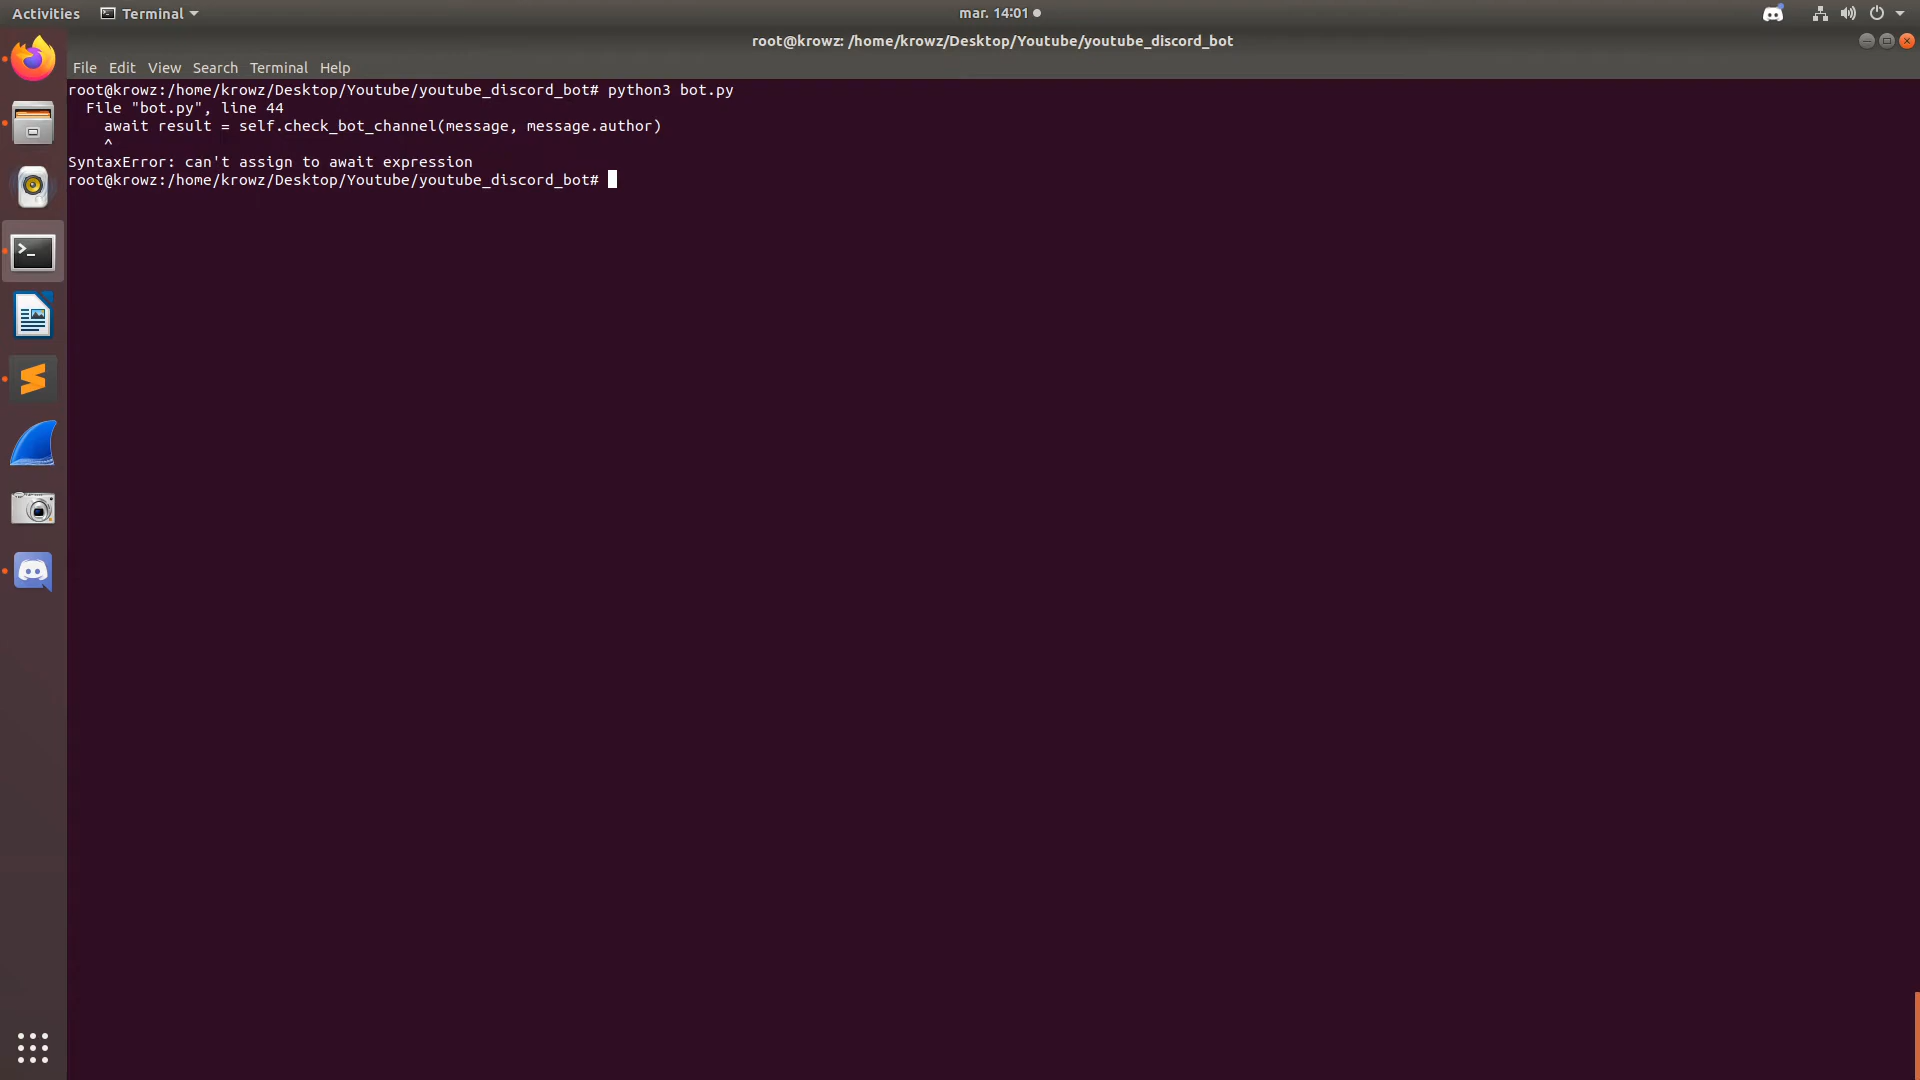 Activities Terminal mar. 14:01
root@krowz: /home/krowz/Desktop/Youtube/youtube_discord_bot
File Edit View Search Terminal Help
root@krowz:/home/krowz/Desktop/Youtube/youtube_discord_bot# python3 bot.py
  File "bot.py", line 44
    await result = self.check_bot_channel(message, message.author)
    ^
SyntaxError: can't assign to await expression
root@krowz:/home/krowz/Desktop/Youtube/youtube_discord_bot#